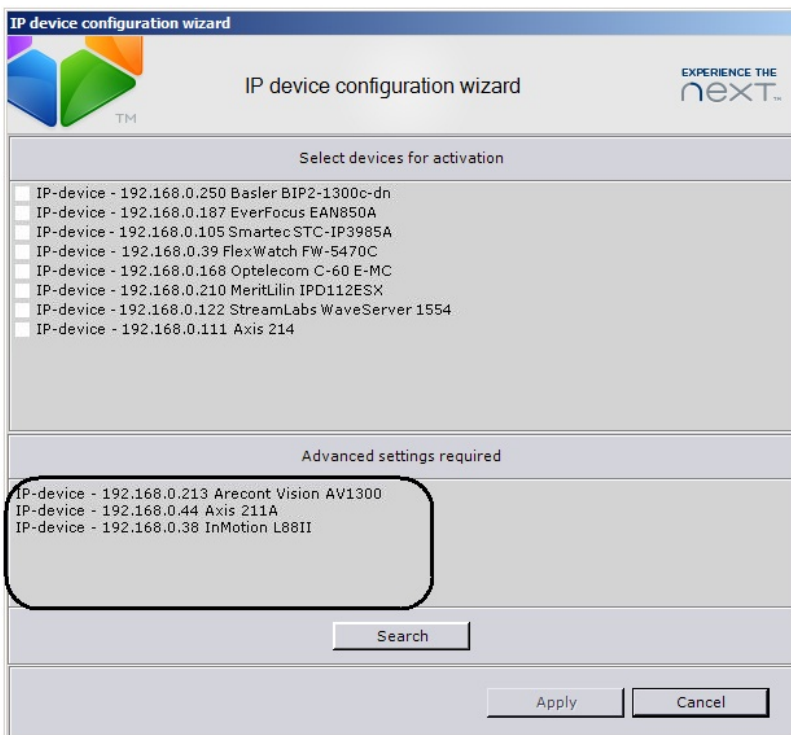 IP device configuration wizard
TM
IP device configuration wizard
EXPERIENCE THE
next™
Select devices for activation
IP-device - 192.168.0.250 Basler BIP2-1300c-dn
IP-device - 192.168.0.187 EverFocus EAN850A
IP-device - 192.168.0.105 Smartec STC-IP3985A
IP-device - 192.168.0.39 FlexWatch FW-5470C
IP-device - 192.168.0.168 Optelecom C-60 E-MC
IP-device - 192.168.0.210 MeritLilin IPD112ESX
IP-device - 192.168.0.122 StreamLabs WaveServer 1554
IP-device - 192.168.0.111 Axis 214
Advanced settings required
IP-device - 192.168.0.213 Arecont Vision AV1300
IP-device - 192.168.0.44 Axis 211A
IP-device - 192.168.0.38 InMotion L88II
Search
Apply Cancel